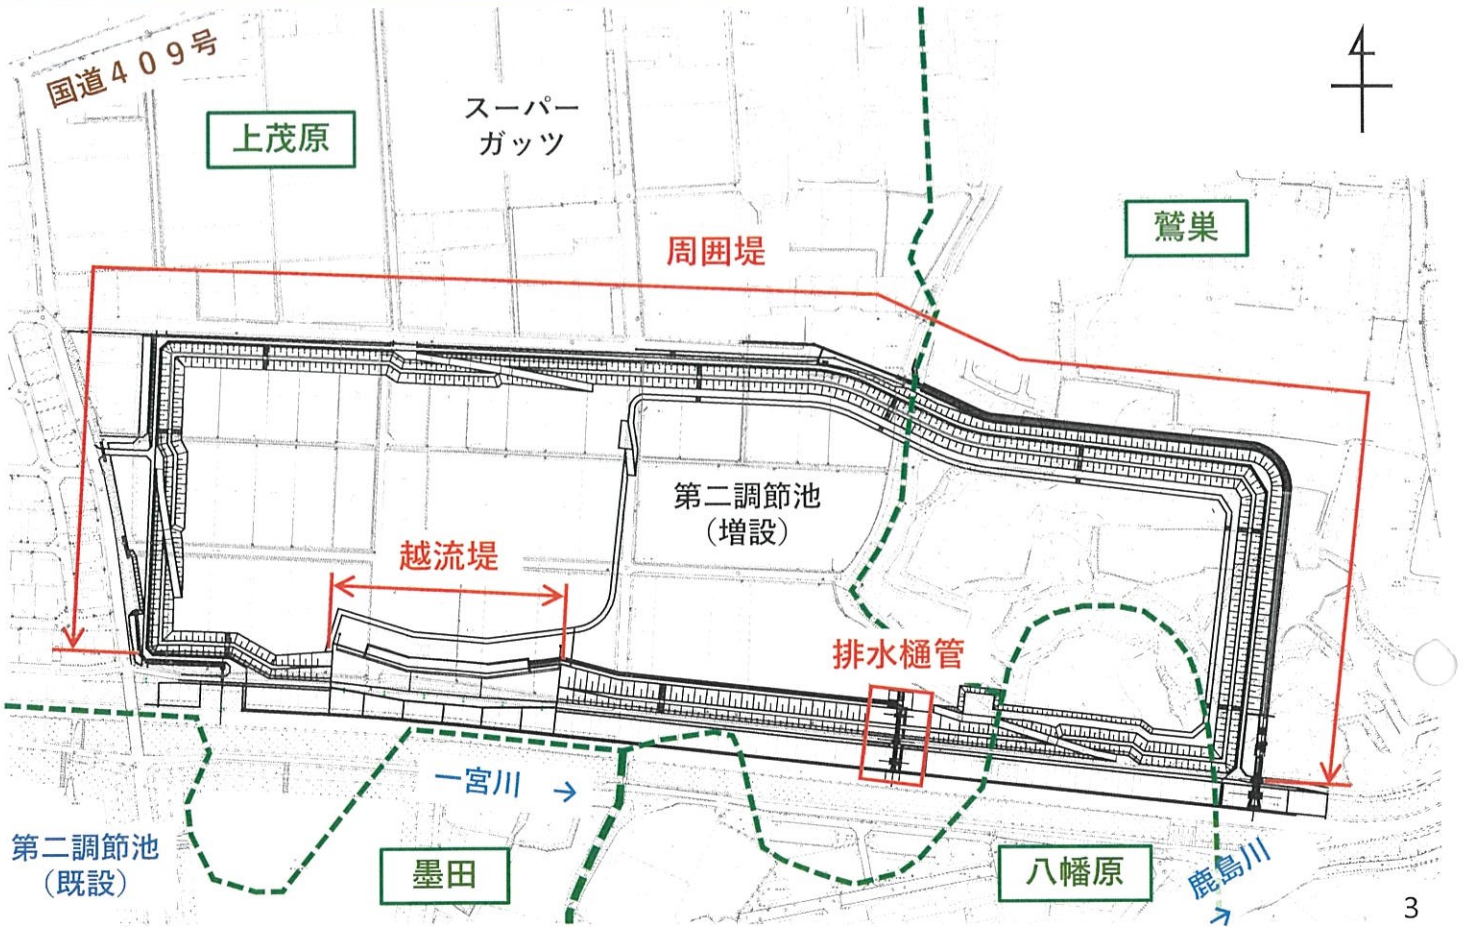 国道４０９号
上茂原
スーパー
ガッツ
鷲巣
周囲堤
第二調節池
（増設）
越流堤
排水樋管
一宮川 →
第二調節池
（既設）
墨田
八幡原
鹿島川
→
3